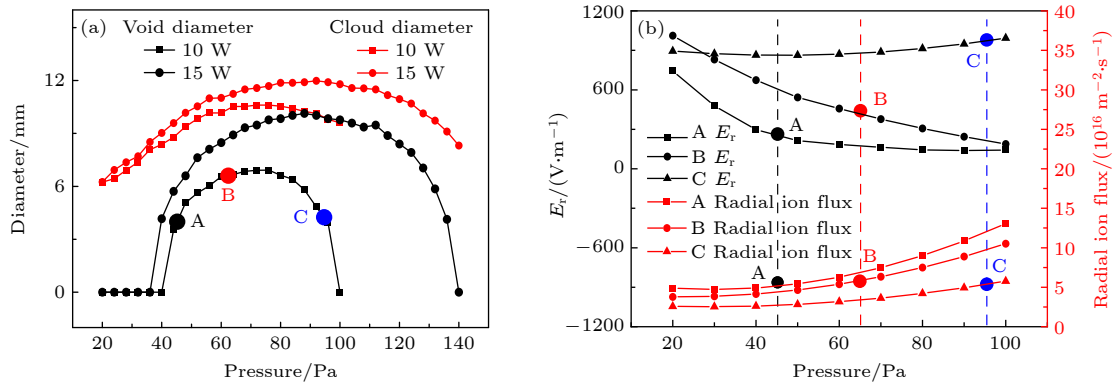 (a) Void diameter Cloud diameter
10 W 10 W
15 W 15 W
A
B
C
12
6
0
Diameter/mm
20 40 60 80 100 120 140
Pressure/Pa
(b)
1200
600
0
−600
−1200
E_r/(V·m⁻¹)
A
B
C
A E_r
B E_r
C E_r
A Radial ion flux
B Radial ion flux
C Radial ion flux
A
B
C
40
35
30
25
20
15
10
5
0
Radial ion flux/(10¹⁶ m⁻²·s⁻¹)
20 40 60 80 100
Pressure/Pa